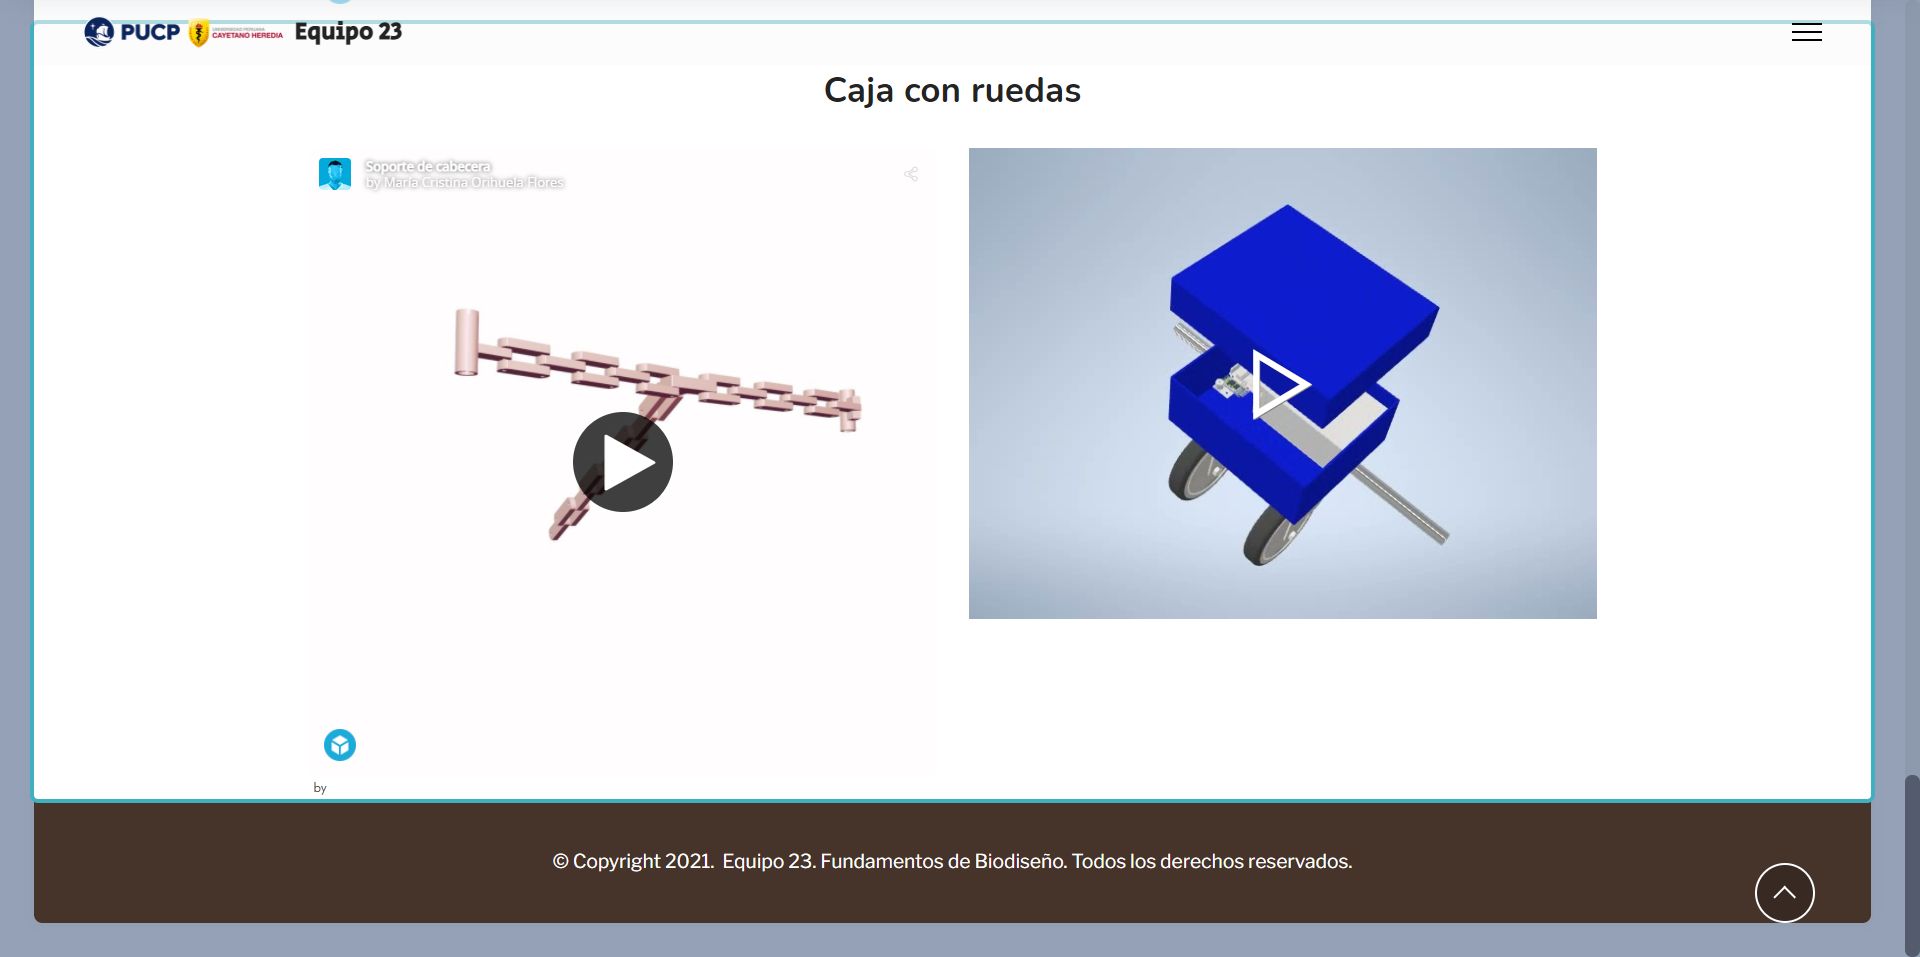 PUCP
UNIVERSIDAD PERUANA
CAYETANO HEREDIA
Equipo 23
Caja con ruedas
Soporte de cabecera
by Maria Cristina Orihuela Flores
by
© Copyright 2021. Equipo 23. Fundamentos de Biodiseño. Todos los derechos reservados.